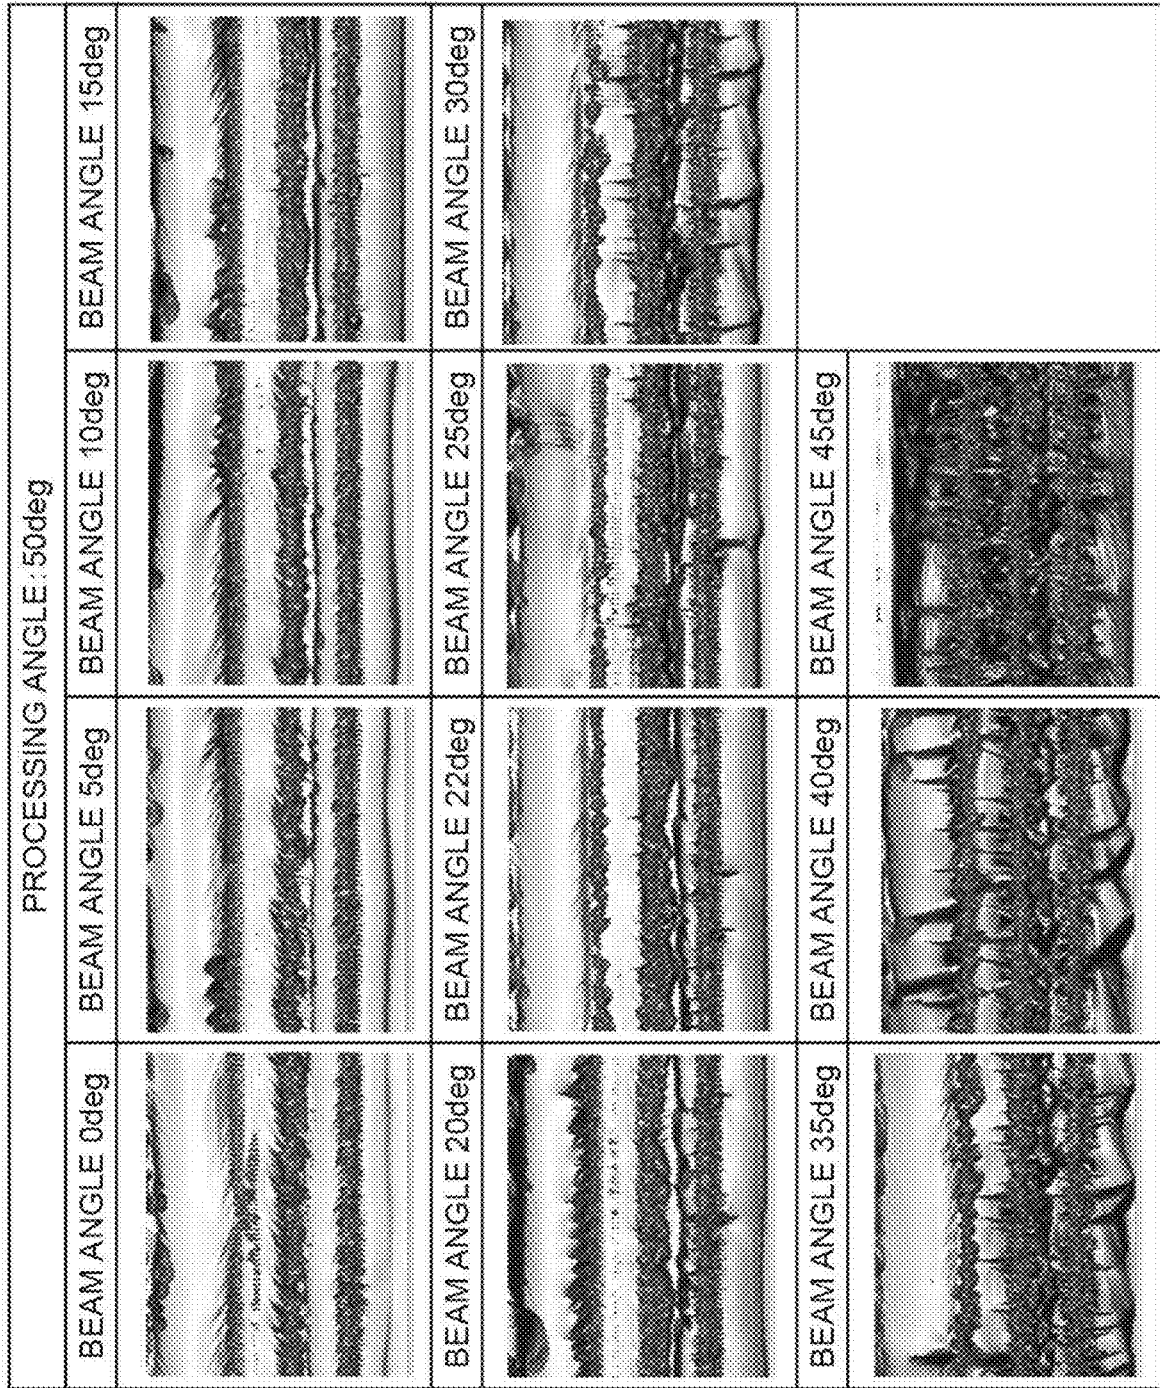 PROCESSING ANGLE:50deg
BEAM ANGLE 0deg
BEAM ANGLE 5deg
BEAM ANGLE 10deg
BEAM ANGLE 15deg
BEAM ANGLE 20deg
BEAM ANGLE 22deg
BEAM ANGLE 25deg
BEAM ANGLE 30deg
BEAM ANGLE 35deg
BEAM ANGLE 40deg
BEAM ANGLE 45deg